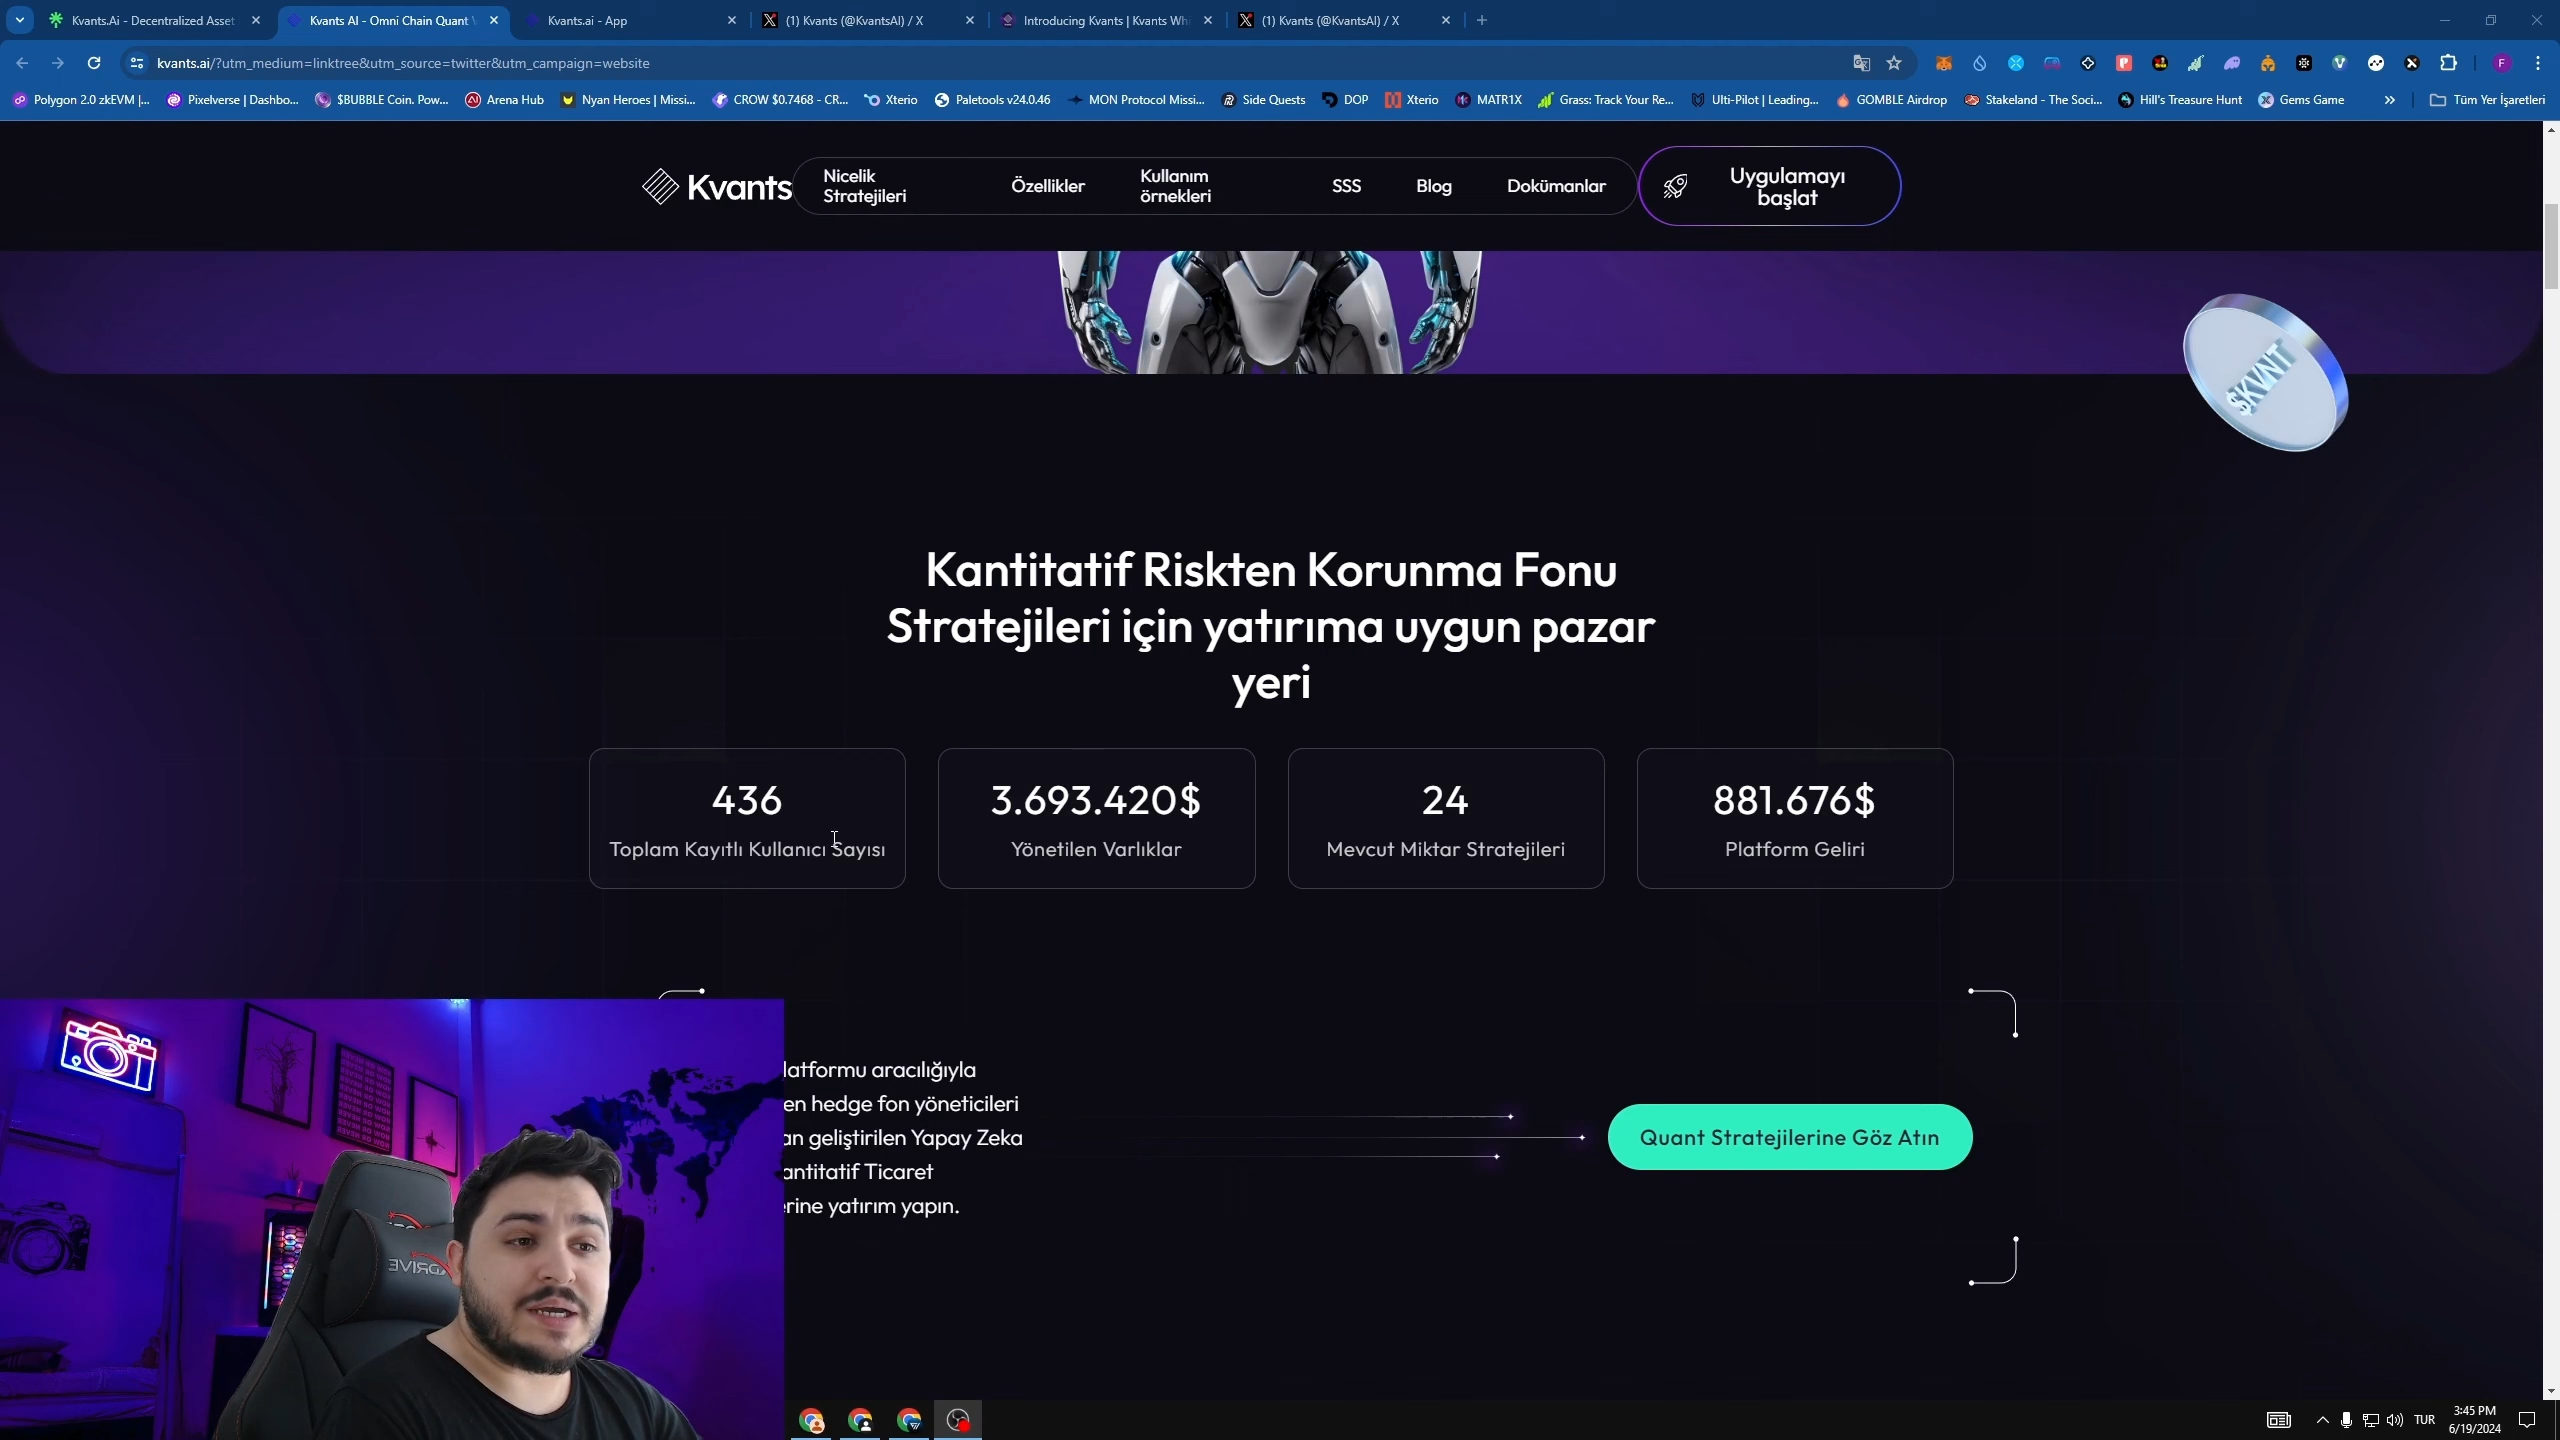 Kvants.Ai - Decentralized Asset
Kvants AI - Omni Chain Quant V
Kvants.ai - App
(1) Kvants (@KvantsAI) / X
Introducing Kvants | Kvants Whi
(1) Kvants (@KvantsAI) / X
kvants.ai/?utm_medium=linktree&utm_source=twitter&utm_campaign=website
Polygon 2.0 zkEVM |...
Pixelverse | Dashbo...
$BUBBLE Coin. Pow...
Arena Hub
Nyan Heroes | Missi...
CROW $0.7468 - CR...
Xterio
Paletools v24.0.46
MON Protocol Missi...
Side Quests
DOP
Xterio
MATR1X
Grass: Track Your Re...
Ulti-Pilot | Leading...
GOMBLE Airdrop
Stakeland - The Soci...
Hill's Treasure Hunt
Gems Game
Tüm Yer İşaretleri
Kvants
Nicelik
Stratejileri
Özellikler
Kullanım
örnekleri
SSS
Blog
Dokümanlar
Uygulamayı
başlat
$KVNT
Kantitatif Riskten Korunma Fonu
Stratejileri için yatırıma uygun pazar
yeri
436
Toplam Kayıtlı Kullanıcı Sayısı
3.693.420$
Yönetilen Varlıklar
24
Mevcut Miktar Stratejileri
881.676$
Platform Geliri
latformu aracılığıyla
en hedge fon yöneticileri
an geliştirilen Yapay Zeka
antitatif Ticaret
erine yatırım yapın.
Quant Stratejilerine Göz Atın
TUR
3:45 PM
6/19/2024